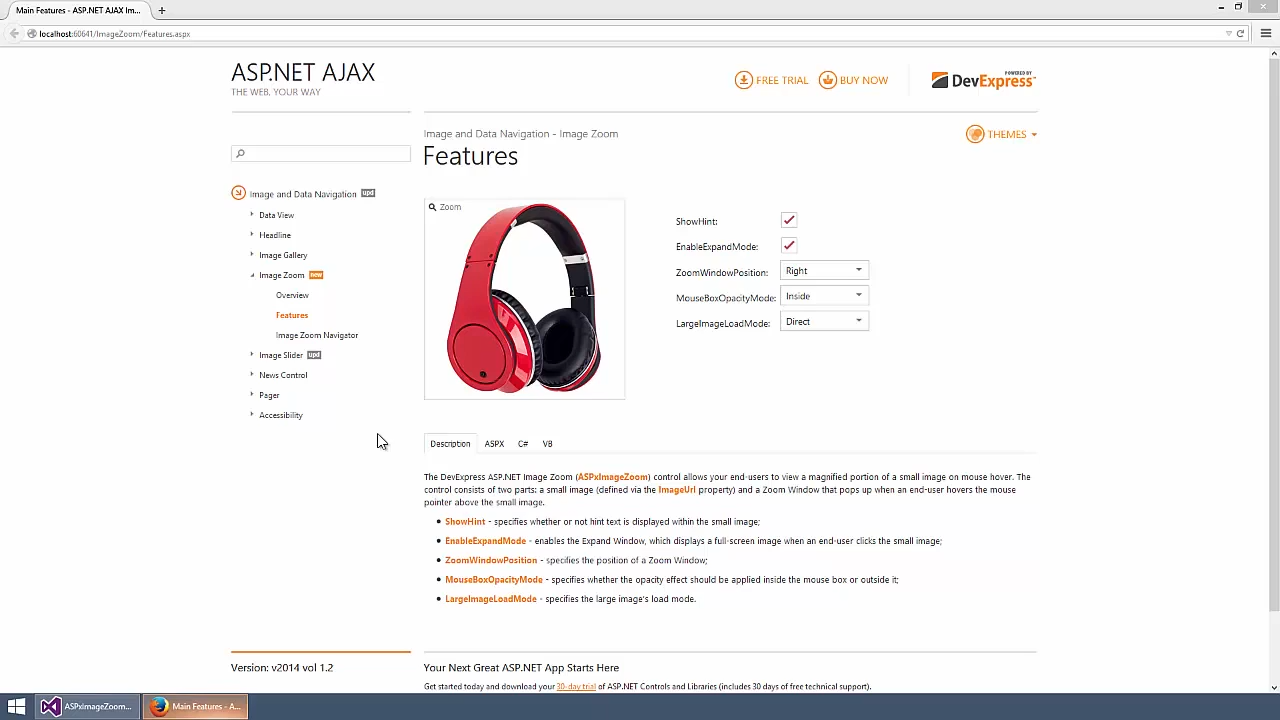 Main Features - ASP.NET AJAX Im...
localhost:60641/ImageZoom/Features.aspx
ASP.NET AJAX
THE WEB. YOUR WAY
FREE TRIAL
BUY NOW
POWERED BY
DevExpress
Image and Data Navigation - Image Zoom
THEMES
Features
Image and Data Navigation upd
Data View
Headline
Image Gallery
Image Zoom new
Overview
Features
Image Zoom Navigator
Image Slider upd
News Control
Pager
Accessibility
Zoom
ShowHint:
EnableExpandMode:
ZoomWindowPosition: Right
MouseBoxOpacityMode: Inside
LargeImageLoadMode: Direct
Description ASPX C# VB
The DevExpress ASP.NET Image Zoom (ASPxImageZoom) control allows your end-users to view a magnified portion of a small image on mouse hover. The
control consists of two parts: a small image (defined via the ImageUrl property) and a Zoom Window that pops up when an end-user hovers the mouse
pointer above the small image.
ShowHint - specifies whether or not hint text is displayed within the small image;
EnableExpandMode - enables the Expand Window, which displays a full-screen image when an end-user clicks the small image;
ZoomWindowPosition - specifies the position of a Zoom Window;
MouseBoxOpacityMode - specifies whether the opacity effect should be applied inside the mouse box or outside it;
LargeImageLoadMode - specifies the large image's load mode.
Version: v2014 vol 1.2
Your Next Great ASP.NET App Starts Here
Get started today and download your 30-day trial of ASP.NET Controls and Libraries (includes 30 days of free technical support).
ASPxImageZoom...
Main Features - A...